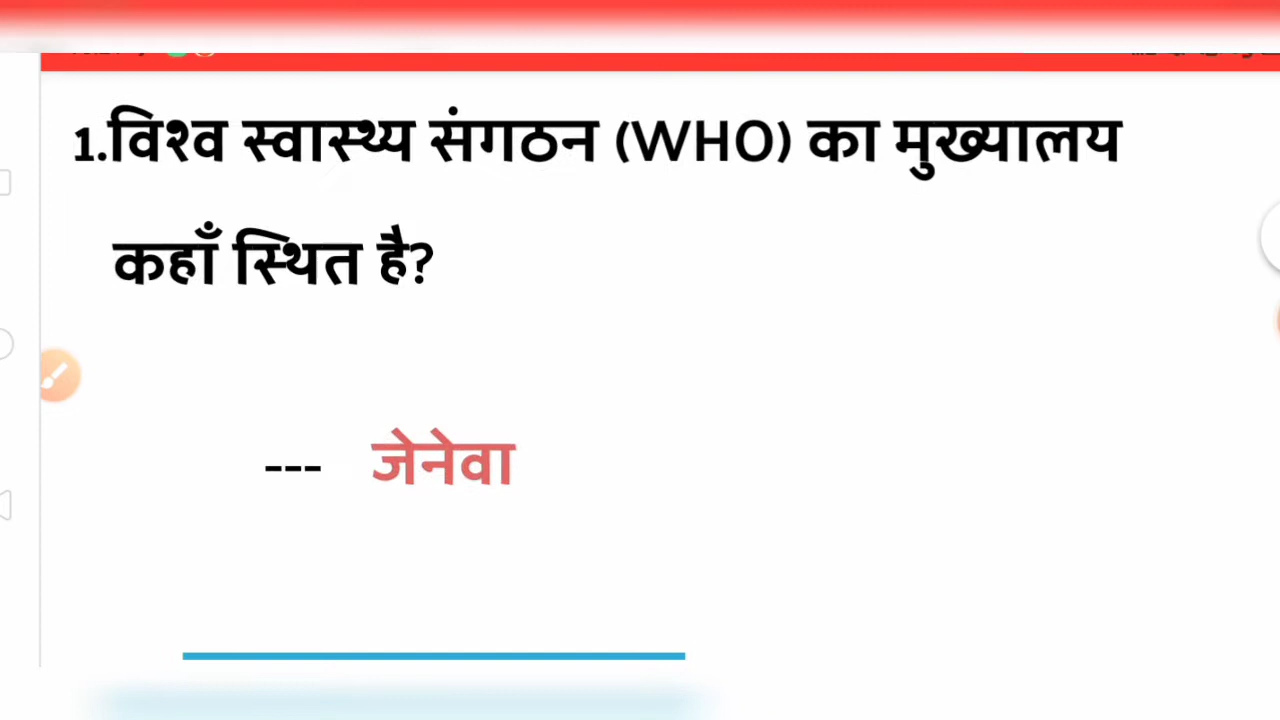 1.विश्व स्वास्थ्य संगठन (WHO) का मुख्यालय
कहाँ स्थित है?
--- जेनेवा